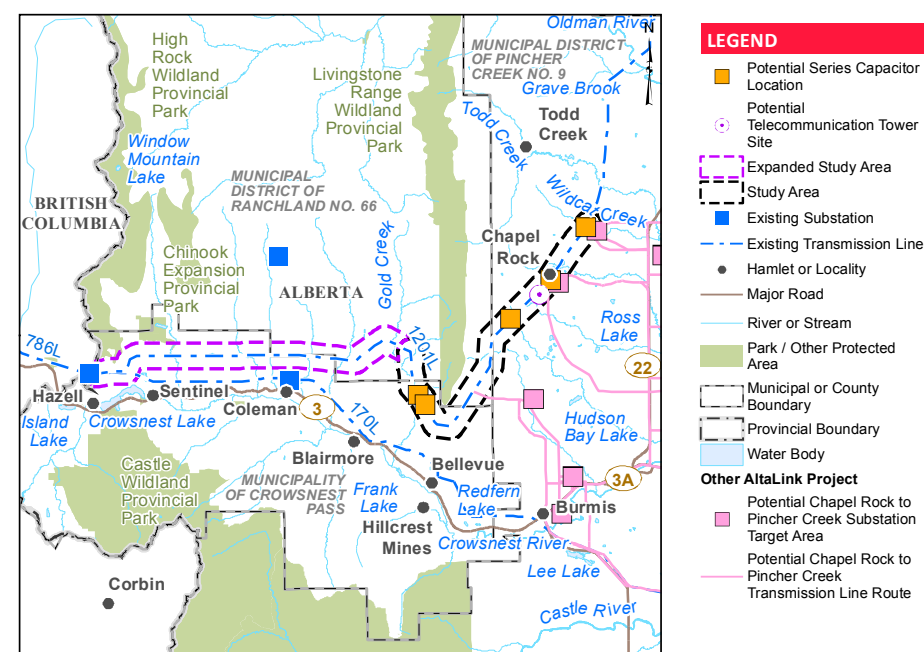 Oldman River
N
High
Rock
Wildland
Provincial
Park
MUNICIPAL DISTRICT
OF PINCHER
CREEK NO. 9
Livingstone
Range
Wildland
Provincial
Park
Grave Brook
Todd
Creek
Todd Creek
Window
Mountain
Lake
MUNICIPAL
DISTRICT OF
RANCHLAND NO. 66
Wildcat Creek
BRITISH
COLUMBIA
Chapel
Rock
Gold Creek
Chinook
Expansion
Provincial
Park
ALBERTA
Ross
Lake
786L
1201L
22
Hazell
Sentinel
Coleman
3
170L
Island
Lake
Crowsnest Lake
Hudson
Bay Lake
Blairmore
Bellevue
Castle
Wildland
Provincial
Park
MUNICIPALITY
OF CROWSNEST
PASS
Frank
Lake
Redfern
Lake
3A
Burmis
Hillcrest
Mines
Crowsnest River
Lee Lake
Corbin
Castle River
LEGEND
Potential Series Capacitor
Location
Potential
Telecommunication Tower
Site
Expanded Study Area
Study Area
Existing Substation
Existing Transmission Line
Hamlet or Locality
Major Road
River or Stream
Park / Other Protected
Area
Municipal or County
Boundary
Provincial Boundary
Water Body
Other AltaLink Project
Potential Chapel Rock to
Pincher Creek Substation
Target Area
Potential Chapel Rock to
Pincher Creek
Transmission Line Route